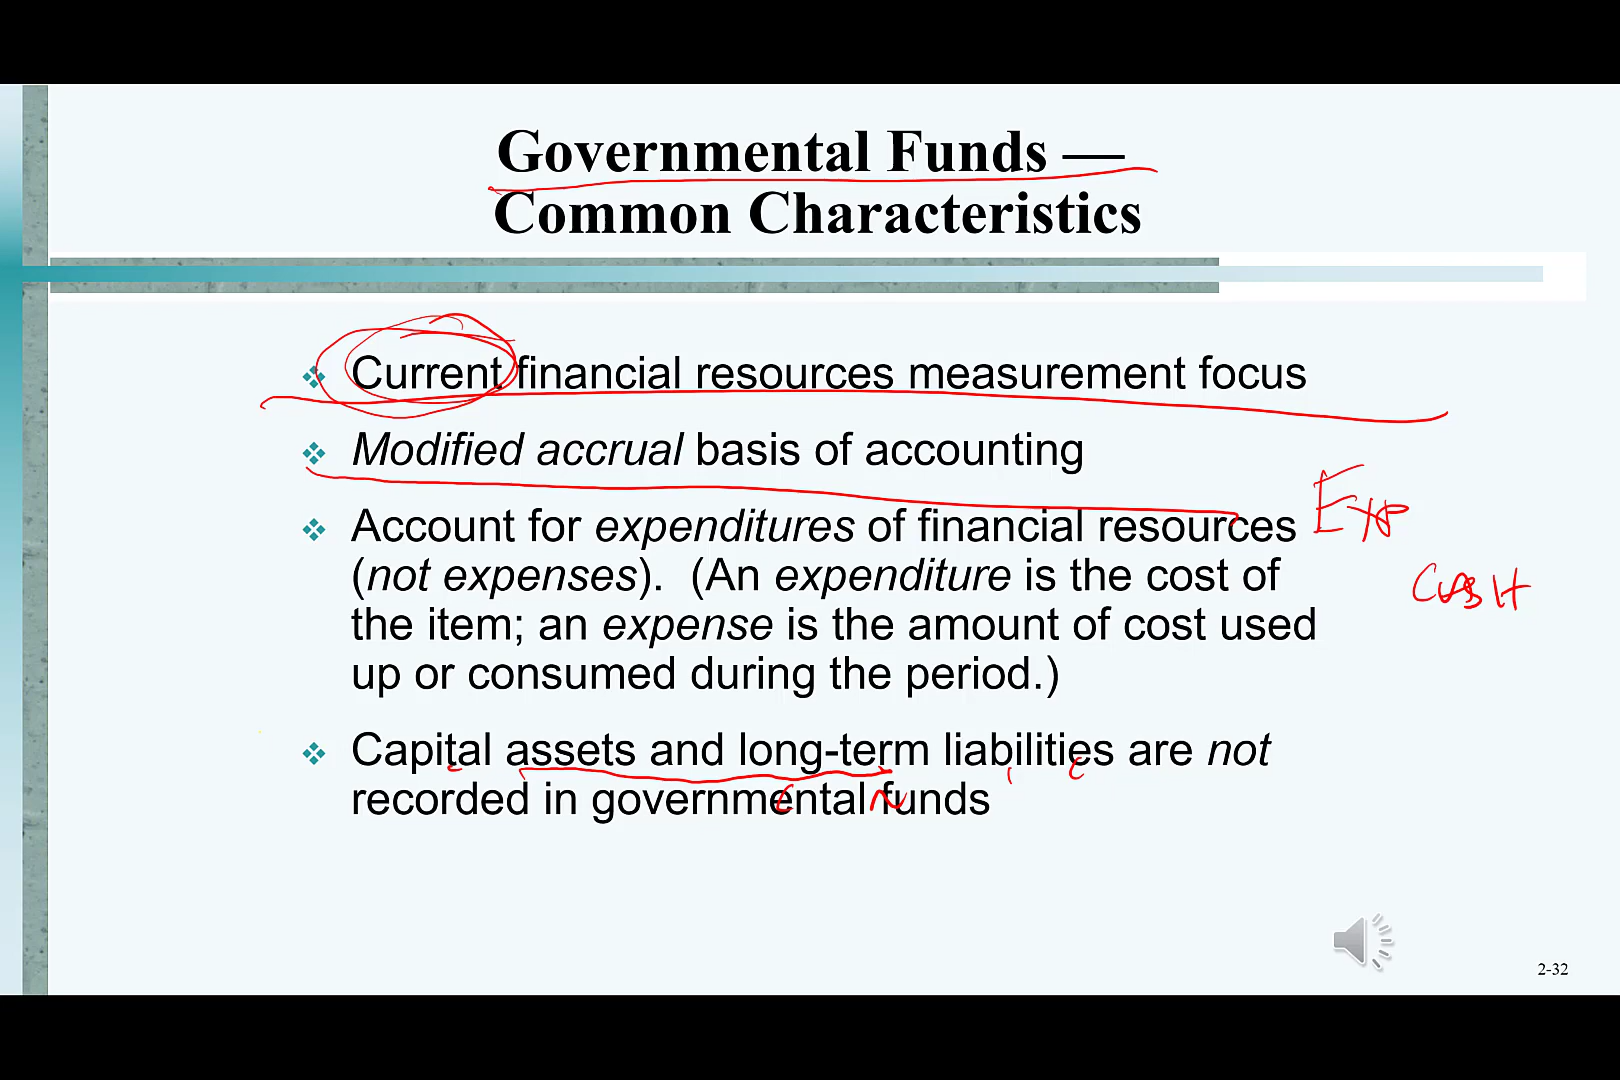 Governmental Funds —
Common Characteristics
Current financial resources measurement focus
Modified accrual basis of accounting
Account for expenditures of financial resources
(not expenses). (An expenditure is the cost of
the item; an expense is the amount of cost used
up or consumed during the period.)
Exp
CASH
Capital assets and long-term liabilities are not
recorded in governmental funds
2-32